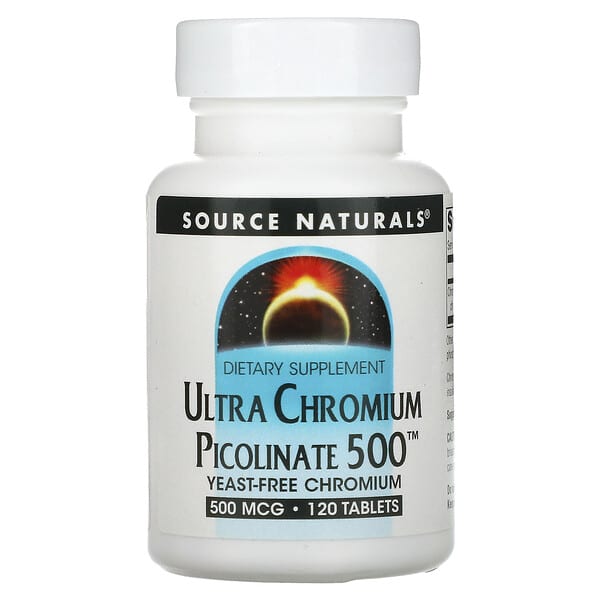 SOURCE NATURALS®
DIETARY SUPPLEMENT
ULTRA CHROMIUM
PICOLINATE 500™
YEAST-FREE CHROMIUM
500 MCG • 120 TABLETS